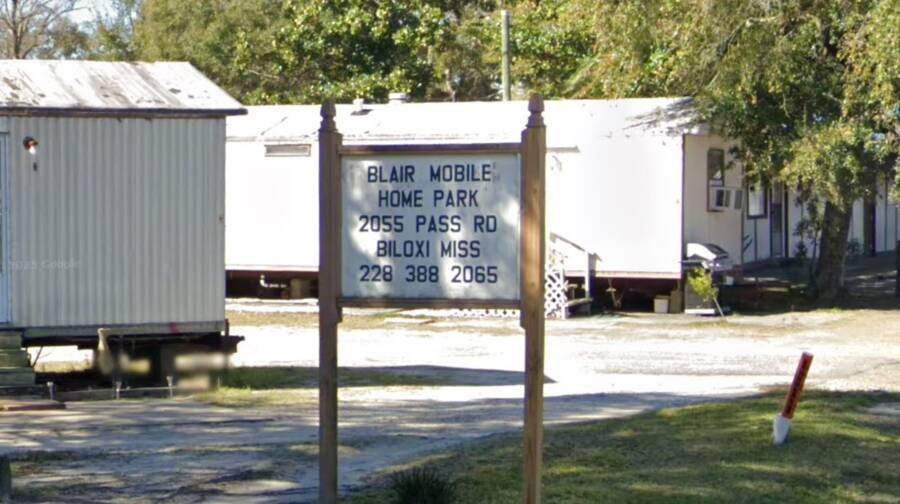 BLAIR MOBILE
HOME PARK
2055 PASS RD
BILOXI MISS
228 388 2065